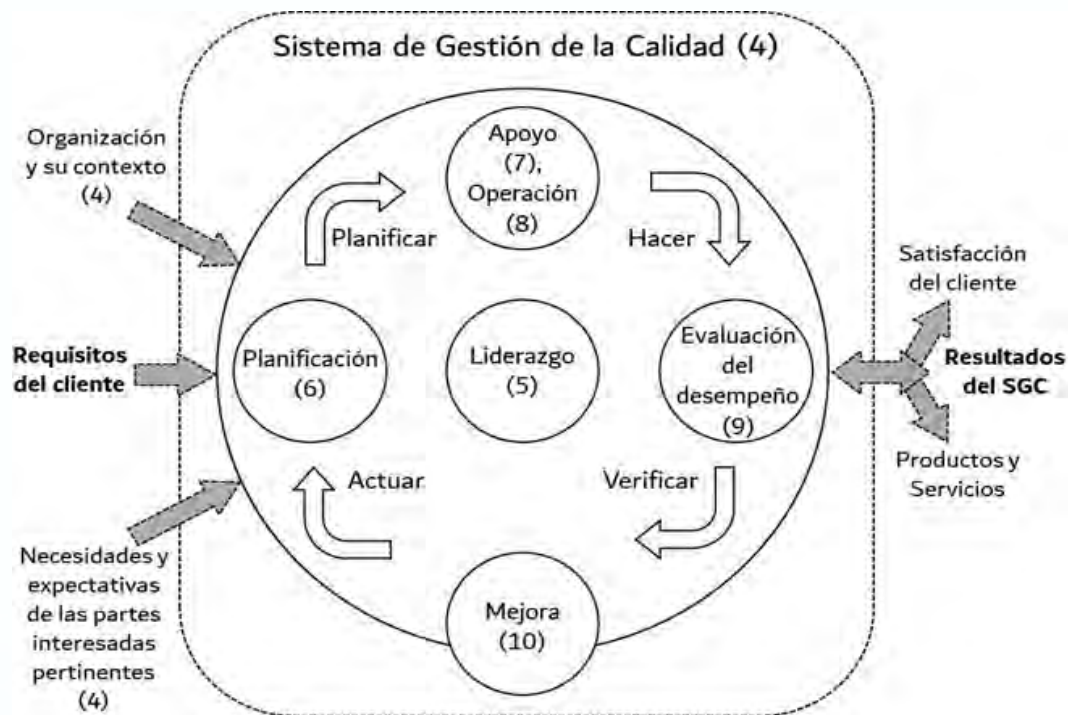 Sistema de Gestión de la Calidad (4)
Organización
y su contexto
(4)
Apoyo
(7),
Operación
(8)
Planificar
Hacer
Satisfacción
del cliente
Requisitos
del cliente
Planificación
(6)
Liderazgo
(5)
Evaluación
del
desempeño
(9)
Resultados
del SGC
Actuar
Verificar
Productos y
Servicios
Necesidades y
expectativas
de las partes
interesadas
pertinentes
(4)
Mejora
(10)